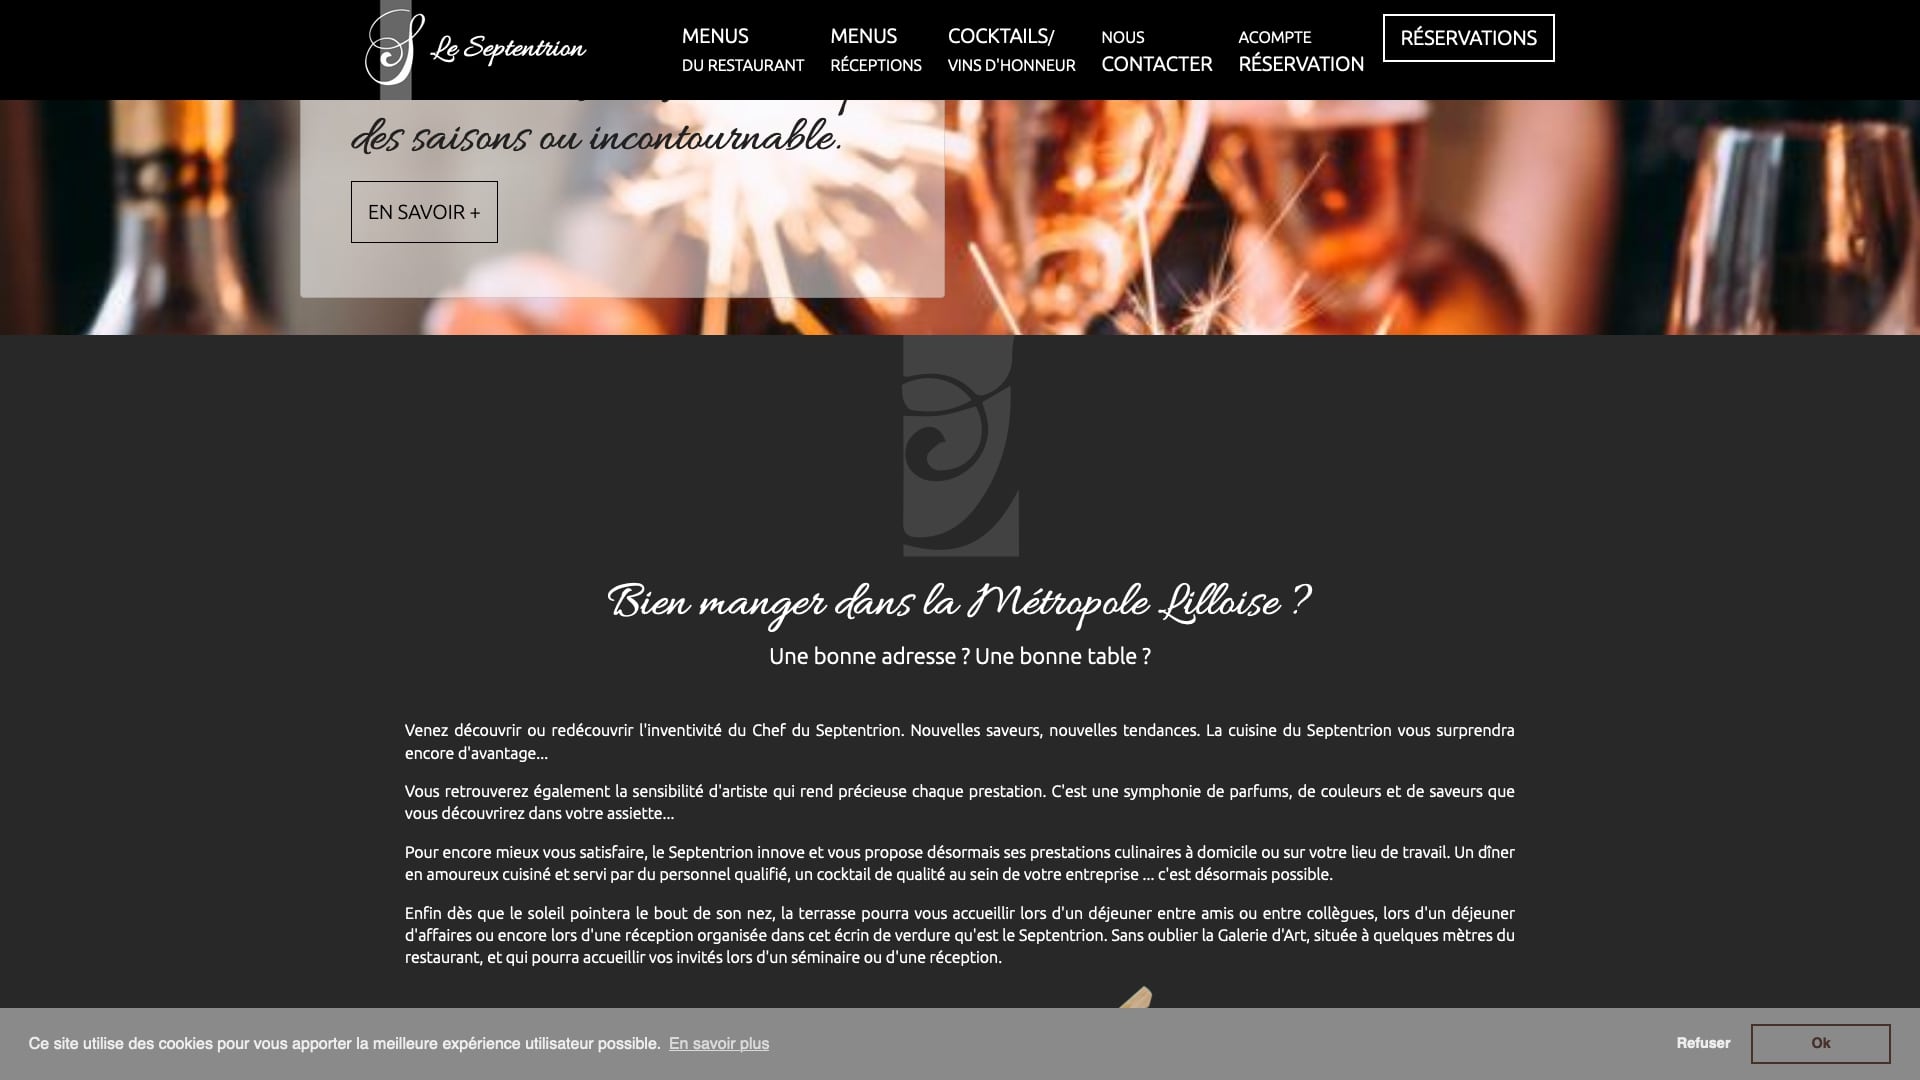 Le Septentrion
MENUS
DU RESTAURANT
MENUS
RÉCEPTIONS
COCKTAILS/
VINS D'HONNEUR
NOUS
CONTACTER
ACOMPTE
RÉSERVATION
RÉSERVATIONS
des saisons ou incontournable.
EN SAVOIR +
Bien manger dans la Métropole Lilloise ?
Une bonne adresse ? Une bonne table ?
Venez découvrir ou redécouvrir l'inventivité du Chef du Septentrion. Nouvelles saveurs, nouvelles tendances. La cuisine du Septentrion vous surprendra
encore d'avantage...
Vous retrouverez également la sensibilité d'artiste qui rend précieuse chaque prestation. C'est une symphonie de parfums, de couleurs et de saveurs que
vous découvrirez dans votre assiette...
Pour encore mieux vous satisfaire, le Septentrion innove et vous propose désormais ses prestations culinaires à domicile ou sur votre lieu de travail. Un dîner
en amoureux cuisiné et servi par du personnel qualifié, un cocktail de qualité au sein de votre entreprise ... c'est désormais possible.
Enfin dès que le soleil pointera le bout de son nez, la terrasse pourra vous accueillir lors d'un déjeuner entre amis ou entre collègues, lors d'un déjeuner
d'affaires ou encore lors d'une réception organisée dans cet écrin de verdure qu'est le Septentrion. Sans oublier la Galerie d'Art, située à quelques mètres du
restaurant, et qui pourra accueillir vos invités lors d'un séminaire ou d'une réception.
Ce site utilise des cookies pour vous apporter la meilleure expérience utilisateur possible. En savoir plus
Refuser
Ok